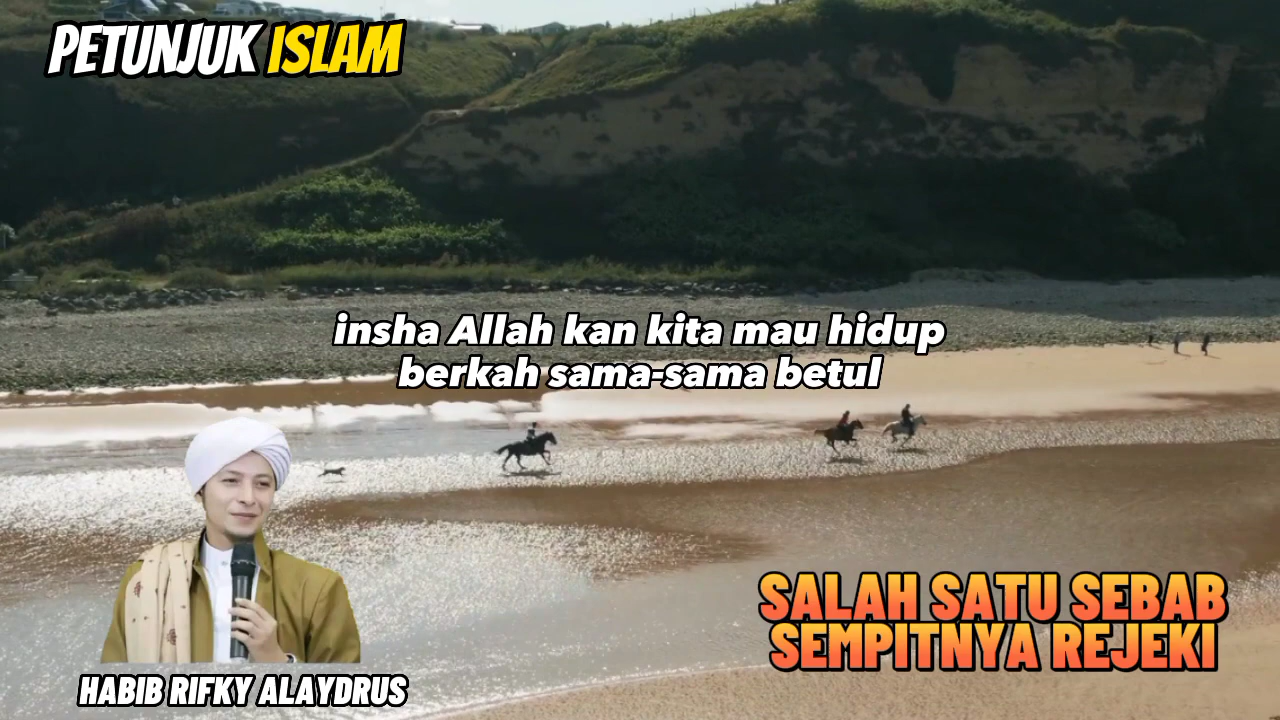 PETUNJUK ISLAM
insha Allah kan kita mau hidup
berkah sama-sama betul
SALAH SATU SEBAB
SEMPITNYA REJEKI
HABIB RIFKY ALAYDRUS